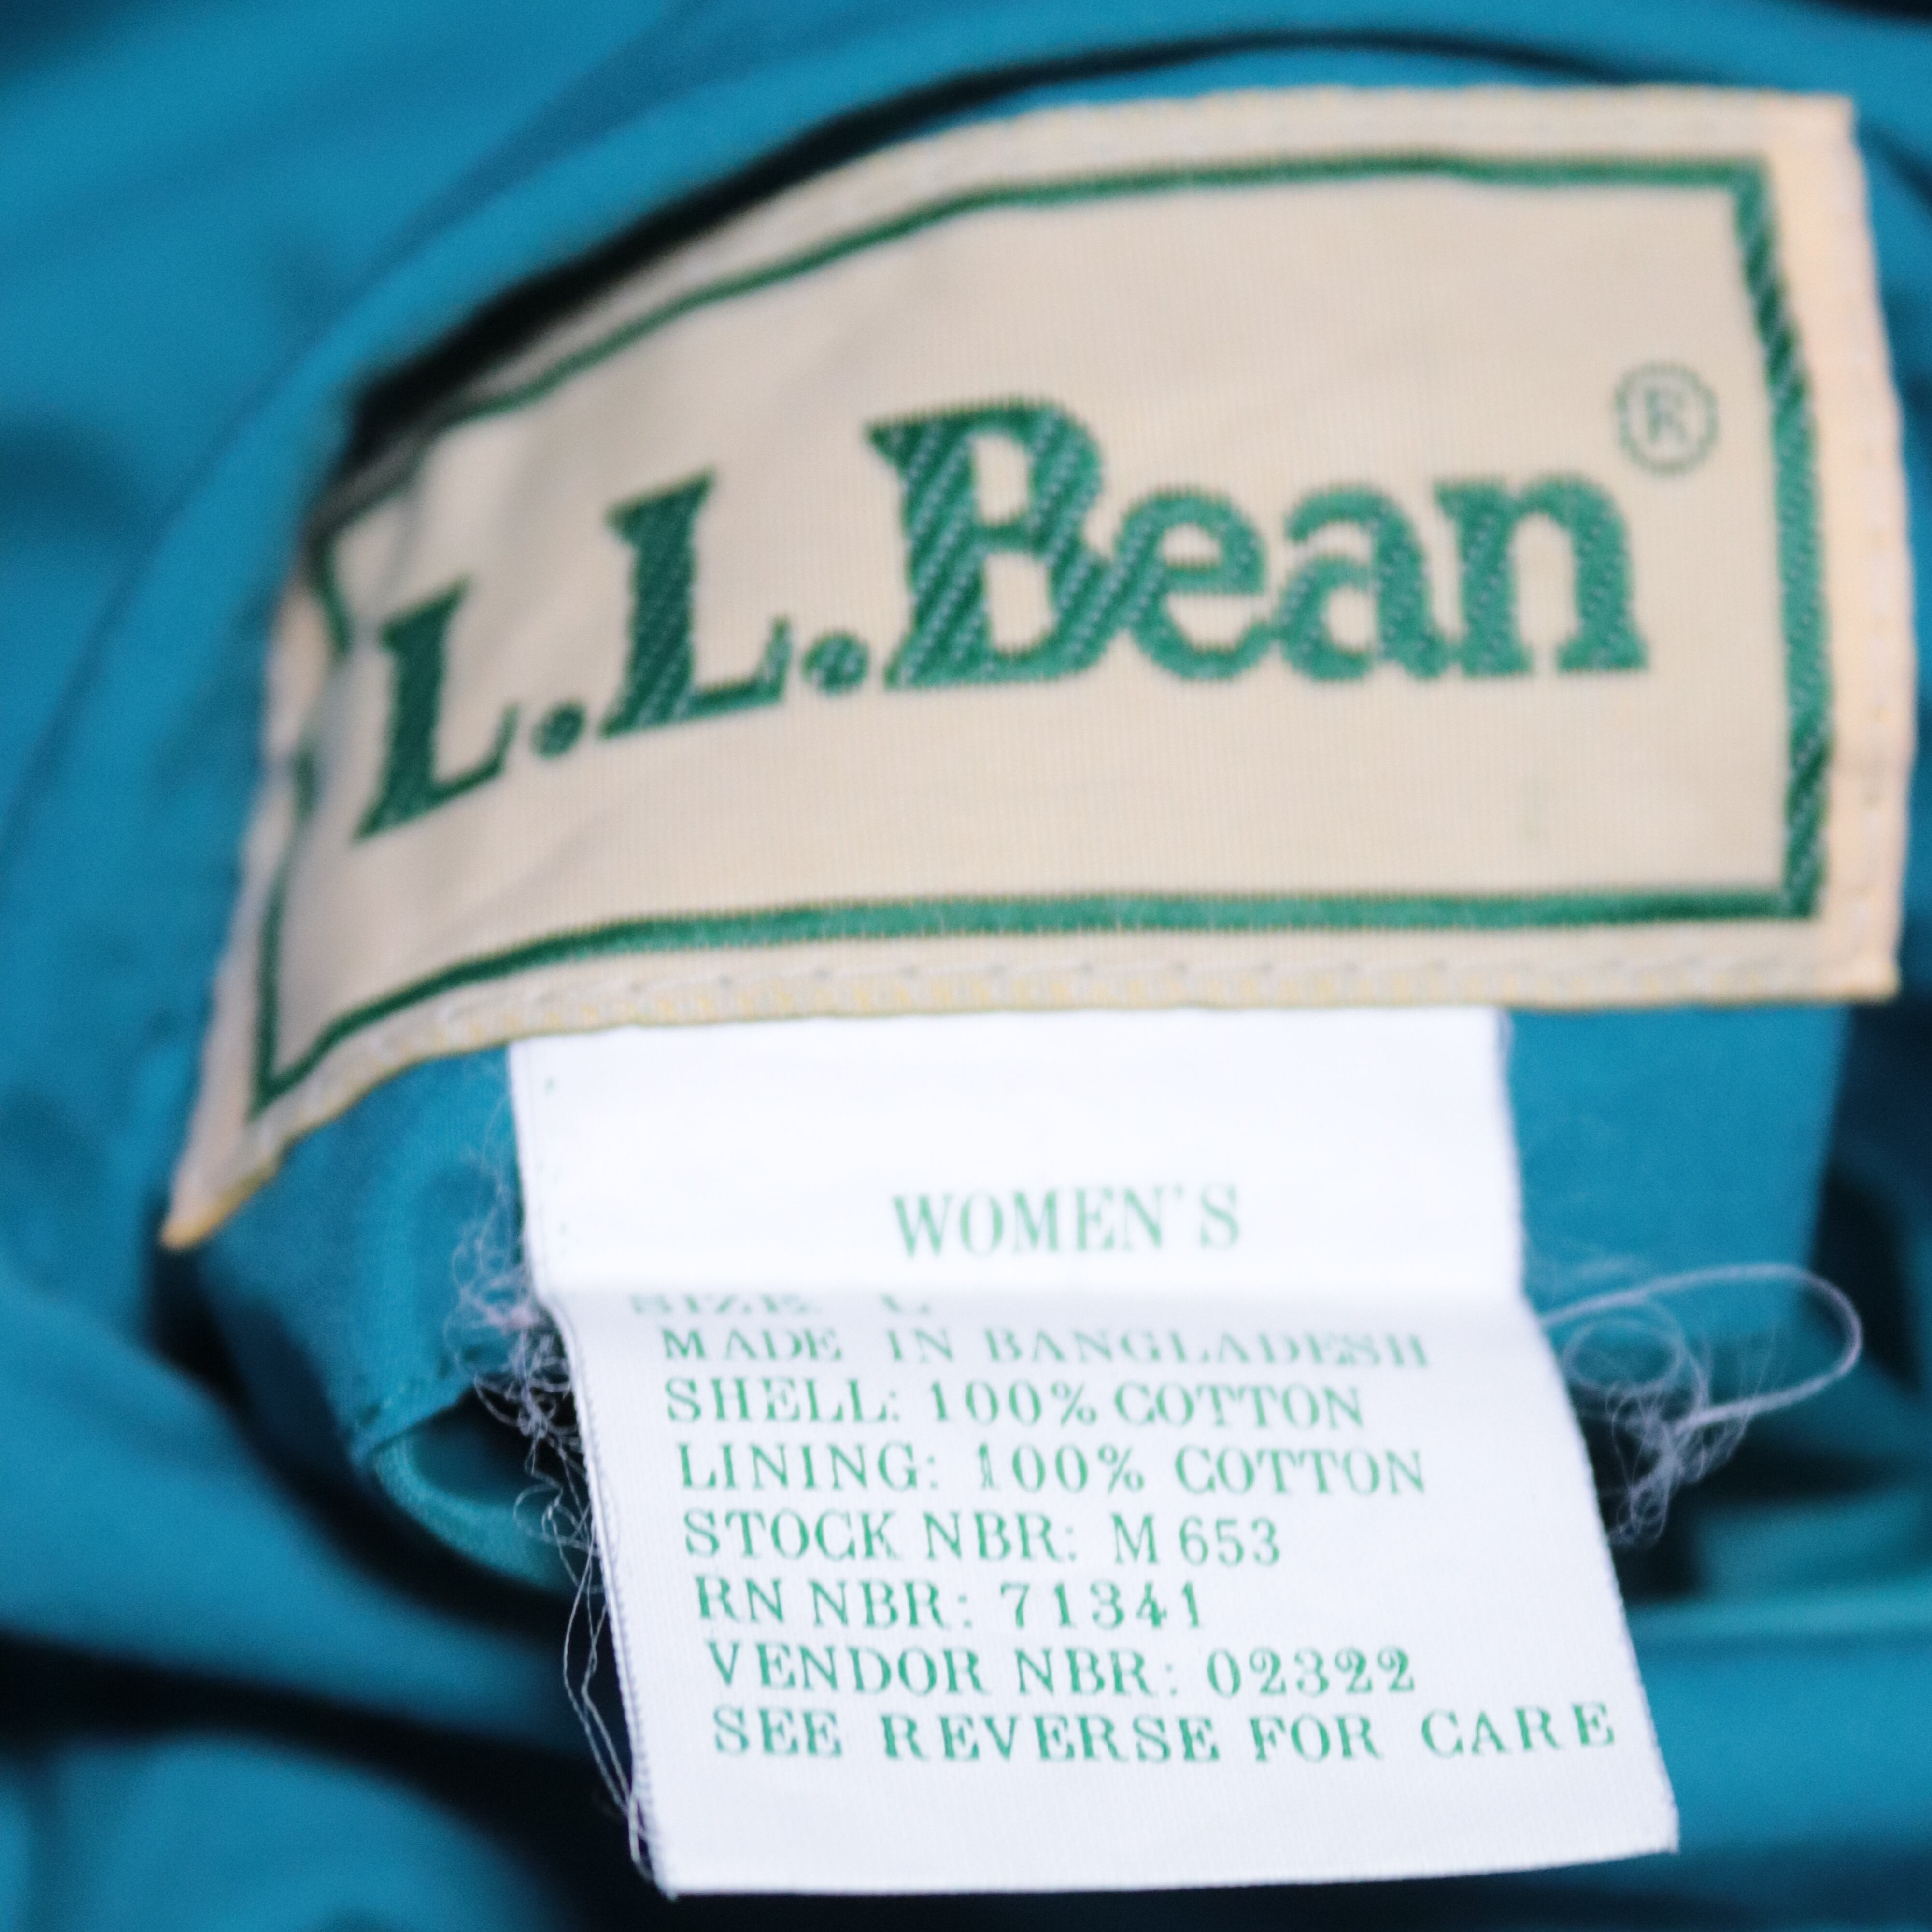 L.L.Bean®
WOMEN'S
SIZE: L
MADE IN BANGLADESH
SHELL: 100% COTTON
LINING: 100% COTTON
STOCK NBR: M653
RN NBR: 71341
VENDOR NBR: 02322
SEE REVERSE FOR CARE